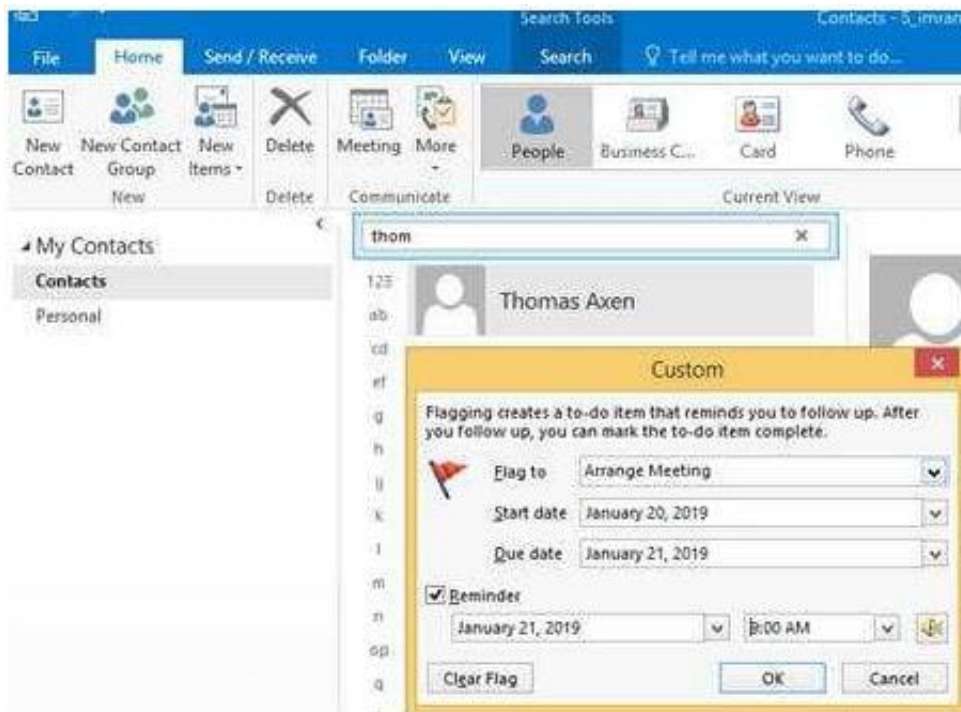 Search Tools
Contacts - 5_imran
File Home Send / Receive Folder View Search Tell me what you want to do...
New Contact
New Contact Group
New Items
Delete
Meeting
More
People
Business C...
Card
Phone
New
Delete
Communicate
Current View
My Contacts
Contacts
Personal
thom
123
ab
cd
ef
g
h
ij
k
l
m
n
op
q
Thomas Axen
Custom
Flagging creates a to-do item that reminds you to follow up. After
you follow up, you can mark the to-do item complete.
Flag to Arrange Meeting
Start date January 20, 2019
Due date January 21, 2019
Reminder
January 21, 2019 9:00 AM
Clear Flag OK Cancel